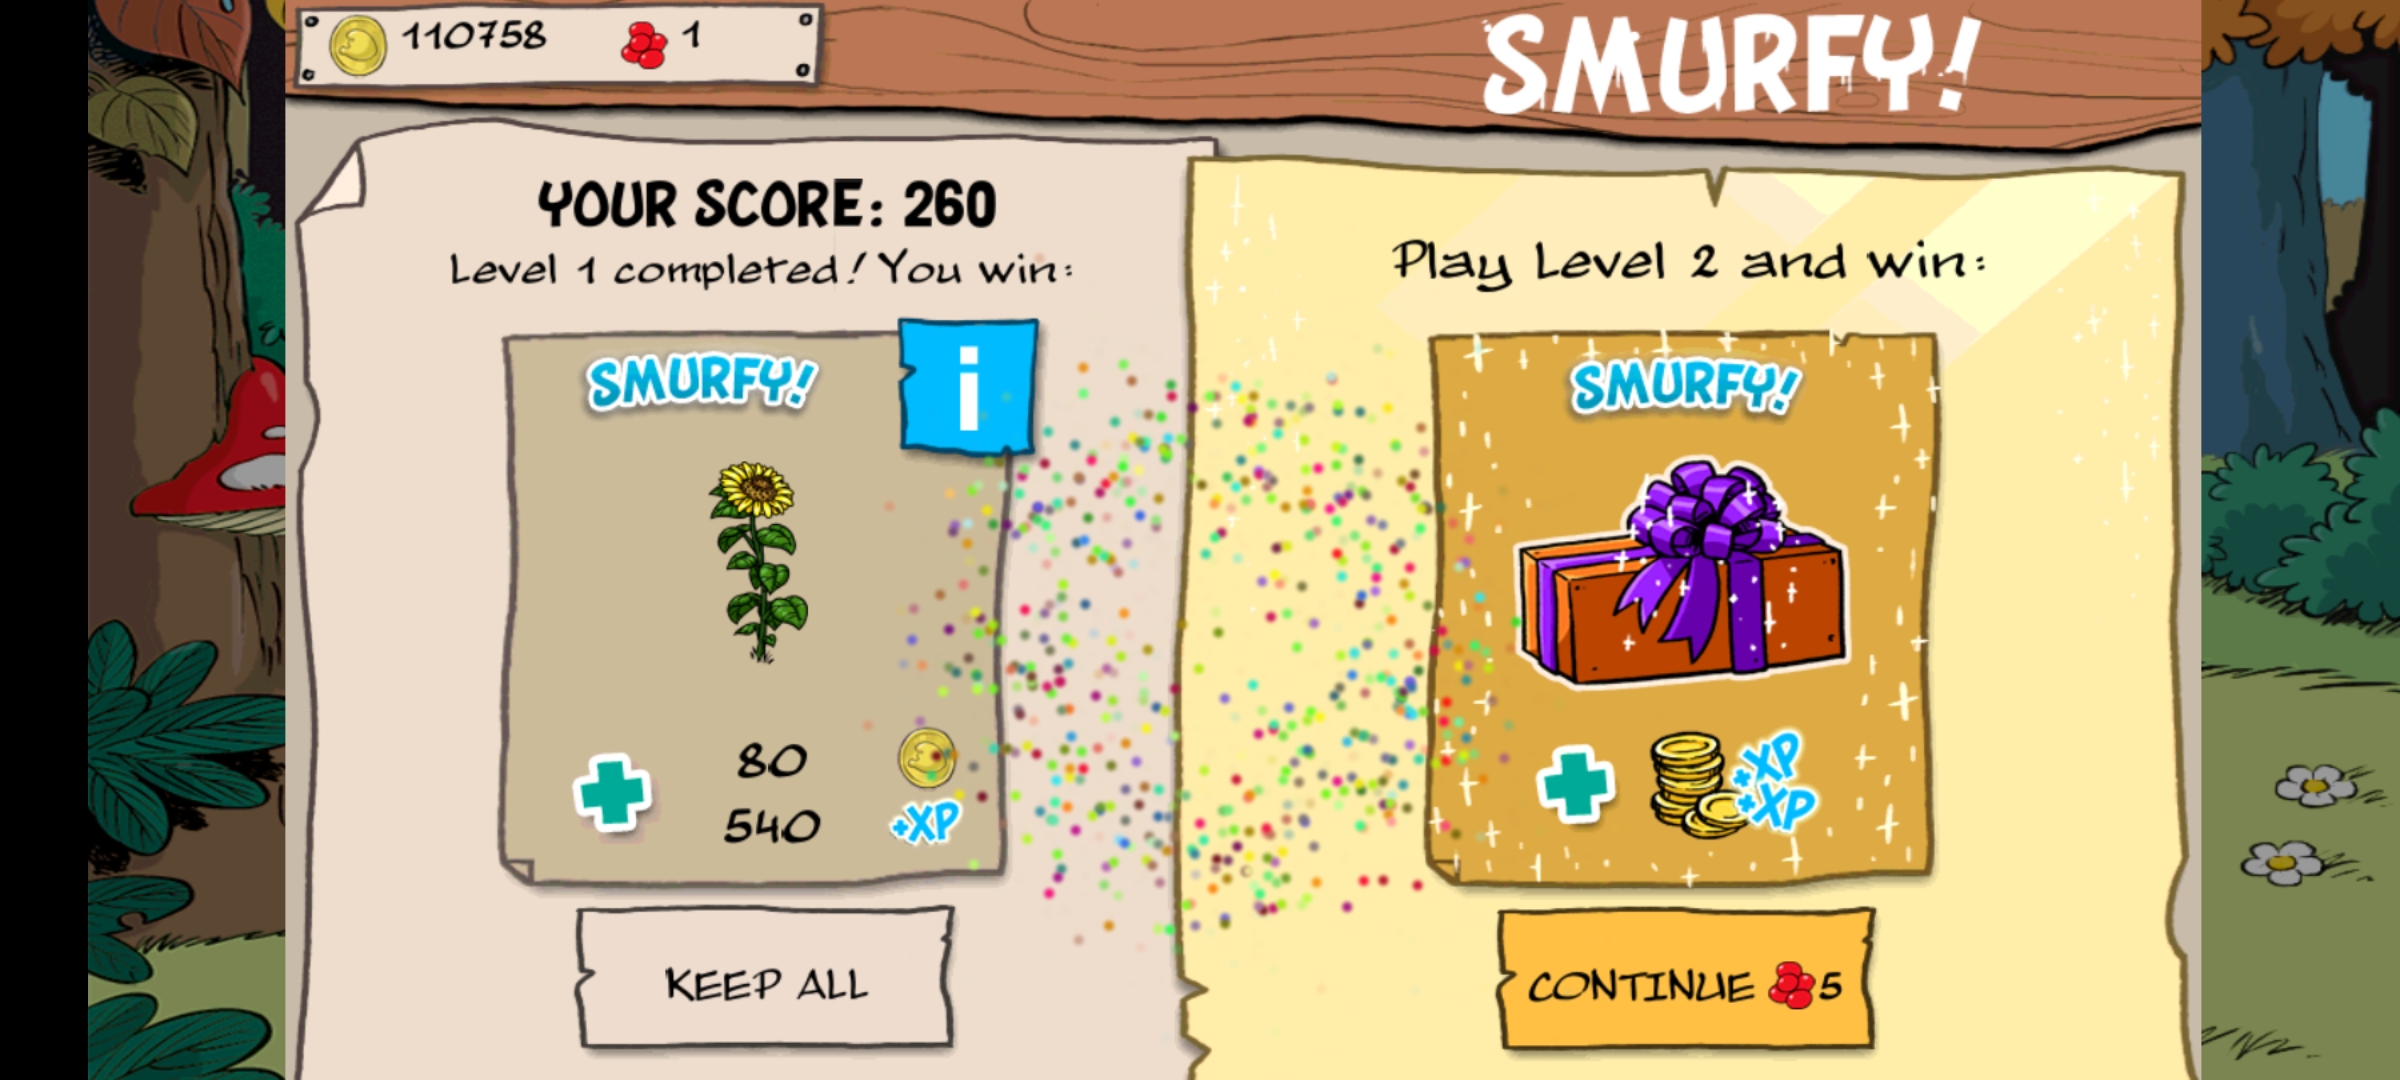 110758 1
SMURFY!
YOUR SCORE: 260
Level 1 completed! You win:
SMURFY!
i
80
540 +XP
KEEP ALL
Play Level 2 and win:
SMURFY!
+XP
+XP
CONTINUE 5